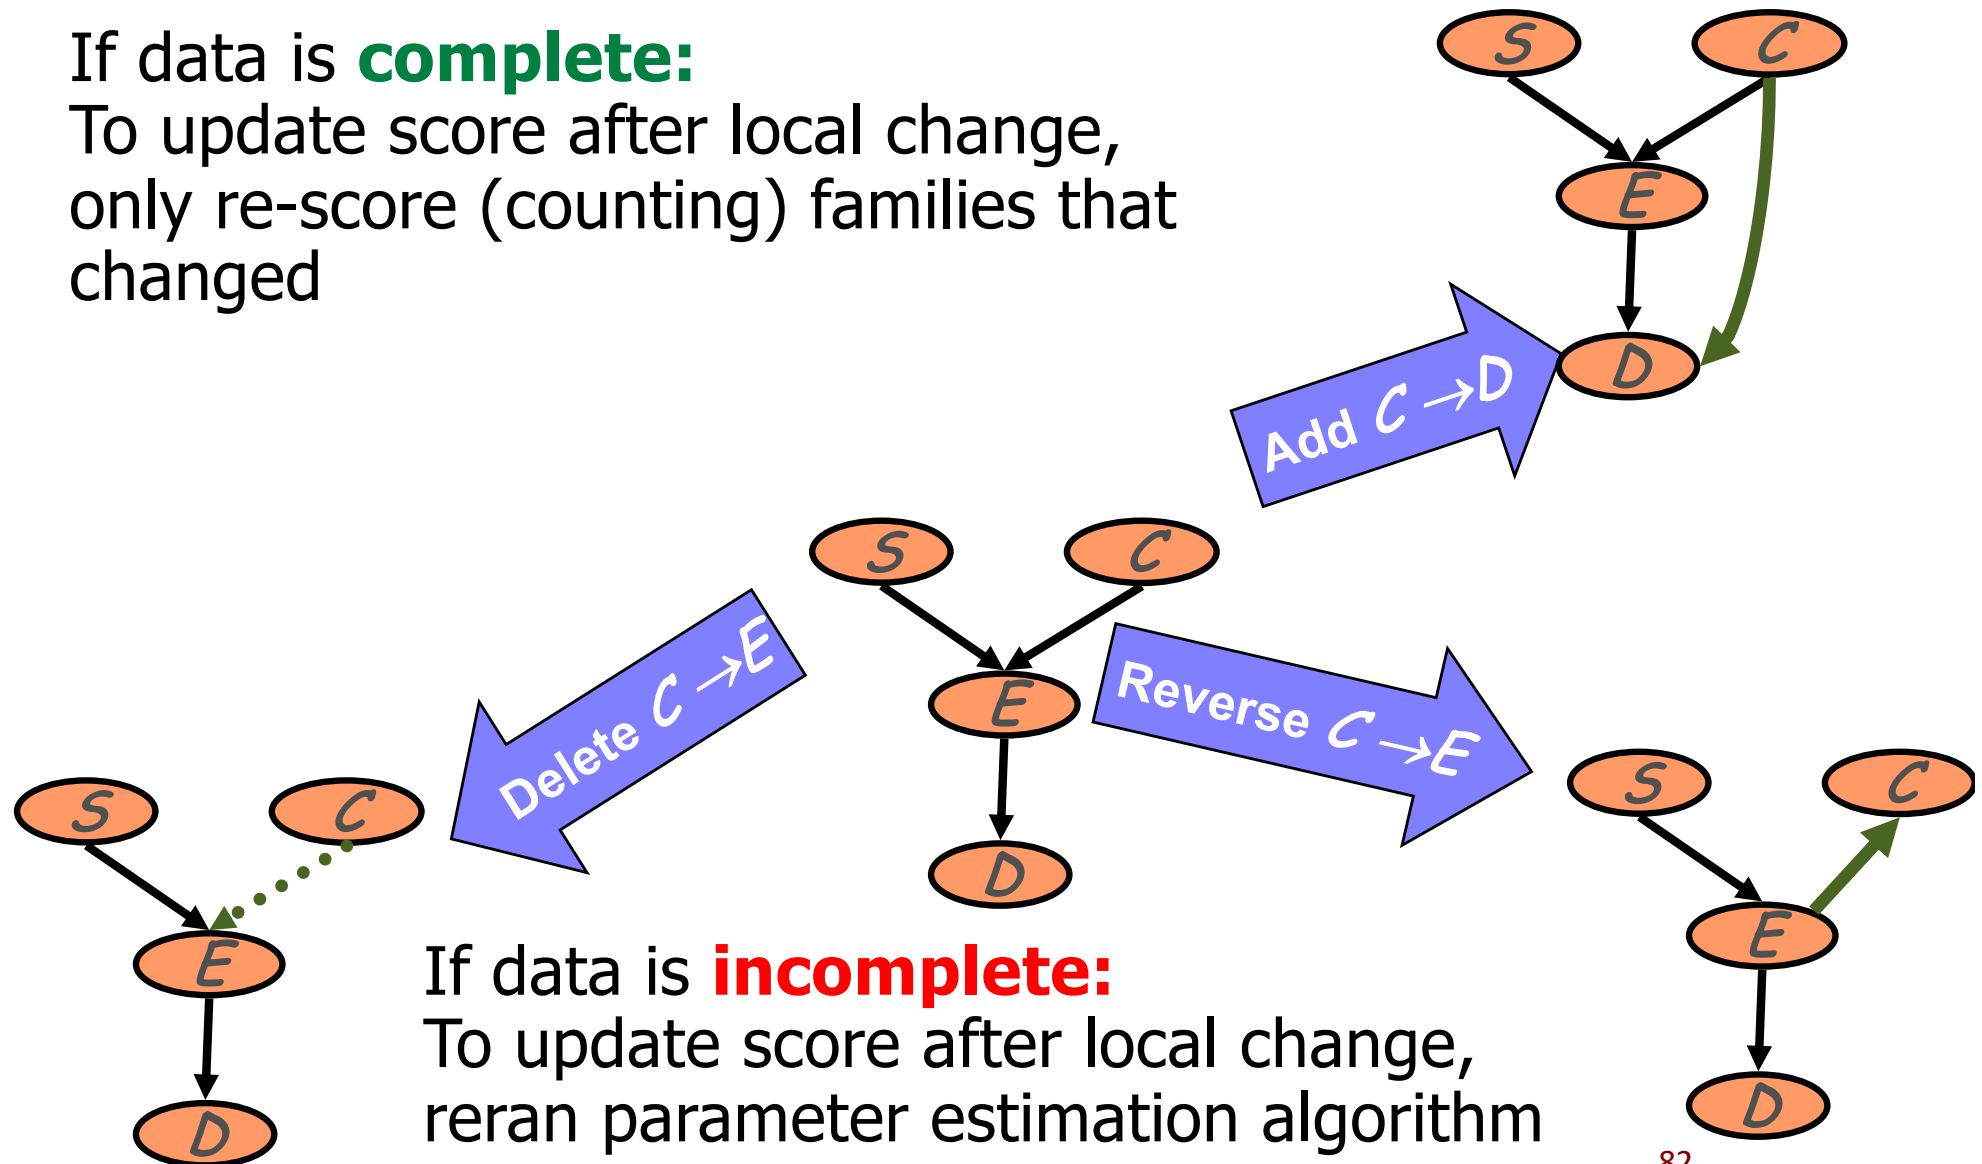 If data is complete:
To update score after local change,
only re-score (counting) families that
changed
S C
E
D
Add C →D
S C
E
D
Delete C →E
Reverse C →E
S C
E
D
S C
E
D
If data is incomplete:
To update score after local change,
reran parameter estimation algorithm
82